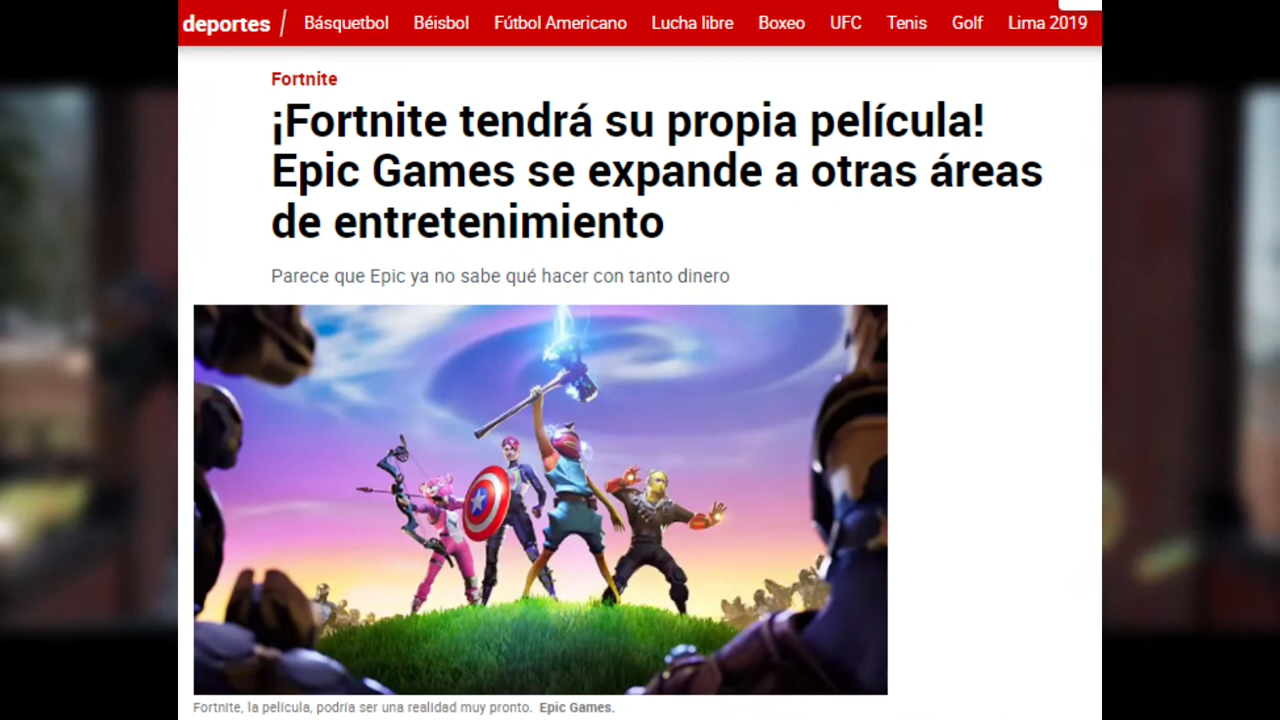 deportes / Básquetbol Béisbol Fútbol Americano Lucha libre Boxeo UFC Tenis Golf Lima 2019
Fortnite
¡Fortnite tendrá su propia película!
Epic Games se expande a otras áreas
de entretenimiento
Parece que Epic ya no sabe qué hacer con tanto dinero
Fortnite, la película, podría ser una realidad muy pronto. Epic Games.